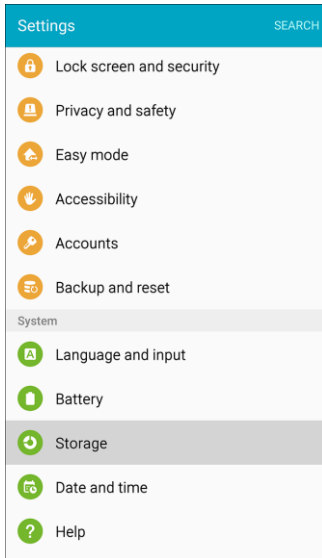 Settings
SEARCH
Lock screen and security
Privacy and safety
Easy mode
Accessibility
Accounts
Backup and reset
System
A
Language and input
Battery
Storage
Date and time
?
Help